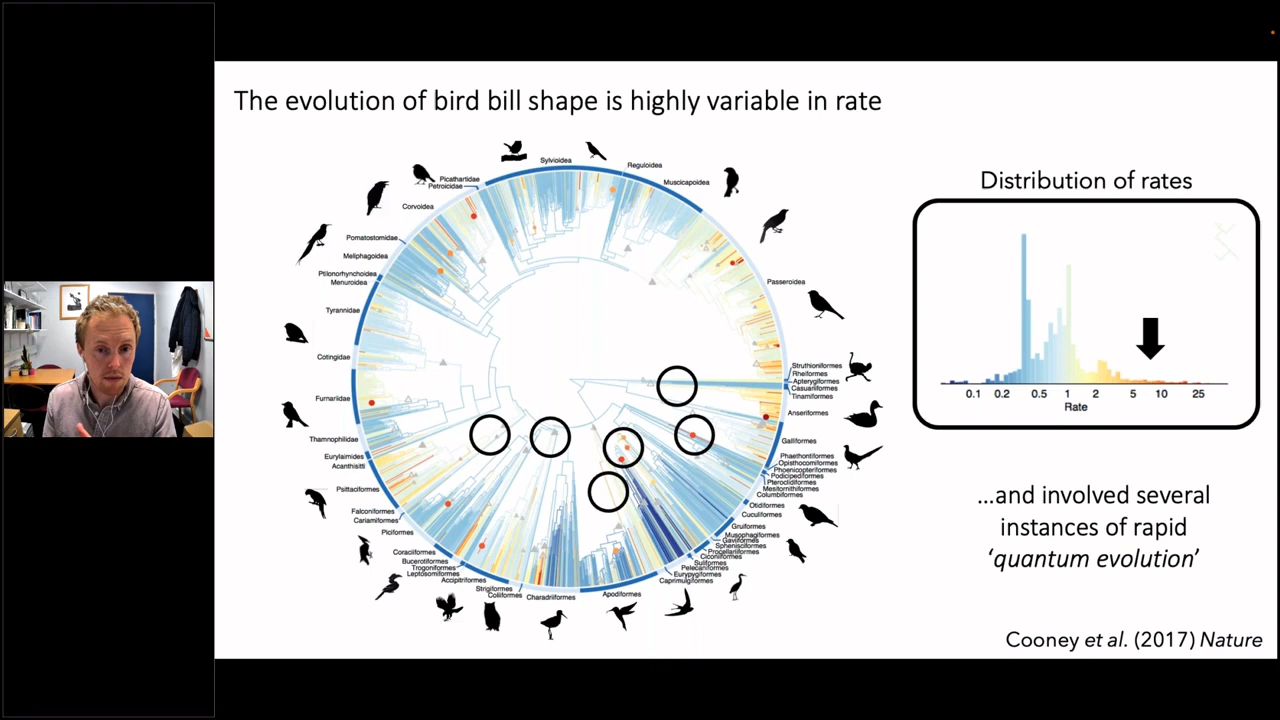 The evolution of bird bill shape is highly variable in rate
Sylvioidea
Reguloidea
Muscicapoidea
Picathartidae
Petroicidae
Corvoidea
Pomatostomidae
Meliphagoidea
Ptilonorhynchoidea
Menuroidea
Tyrannidae
Cotingidae
Furnariidae
Thamnophilidae
Eurylaimides
Acanthisitti
Psittaciformes
Falconiformes
Cariamiformes
Piciformes
Coraciiformes
Bucerotiformes
Trogoniformes
Leptosomiformes
Accipitriformes
Strigiformes
Coliiformes
Charadriiformes
Apodiformes
Caprimulgiformes
Eurypygiformes
Pelecaniformes
Suliformes
Ciconiiformes
Procellariiformes
Sphenisciformes
Gaviiformes
Musophagiformes
Gruiformes
Cuculiformes
Otidiformes
Columbiformes
Mesitornithiformes
Pterocliformes
Podicipediformes
Phoenicopteriformes
Opisthocomiformes
Phaethontiformes
Galliformes
Anseriformes
Tinamiformes
Casuariiformes
Apterygiformes
Rheiformes
Struthioniformes
Passeroidea
Distribution of rates
0.1 0.2 0.5 1 2 5 10 25
Rate
...and involved several
instances of rapid
‘quantum evolution’
Cooney et al. (2017) Nature